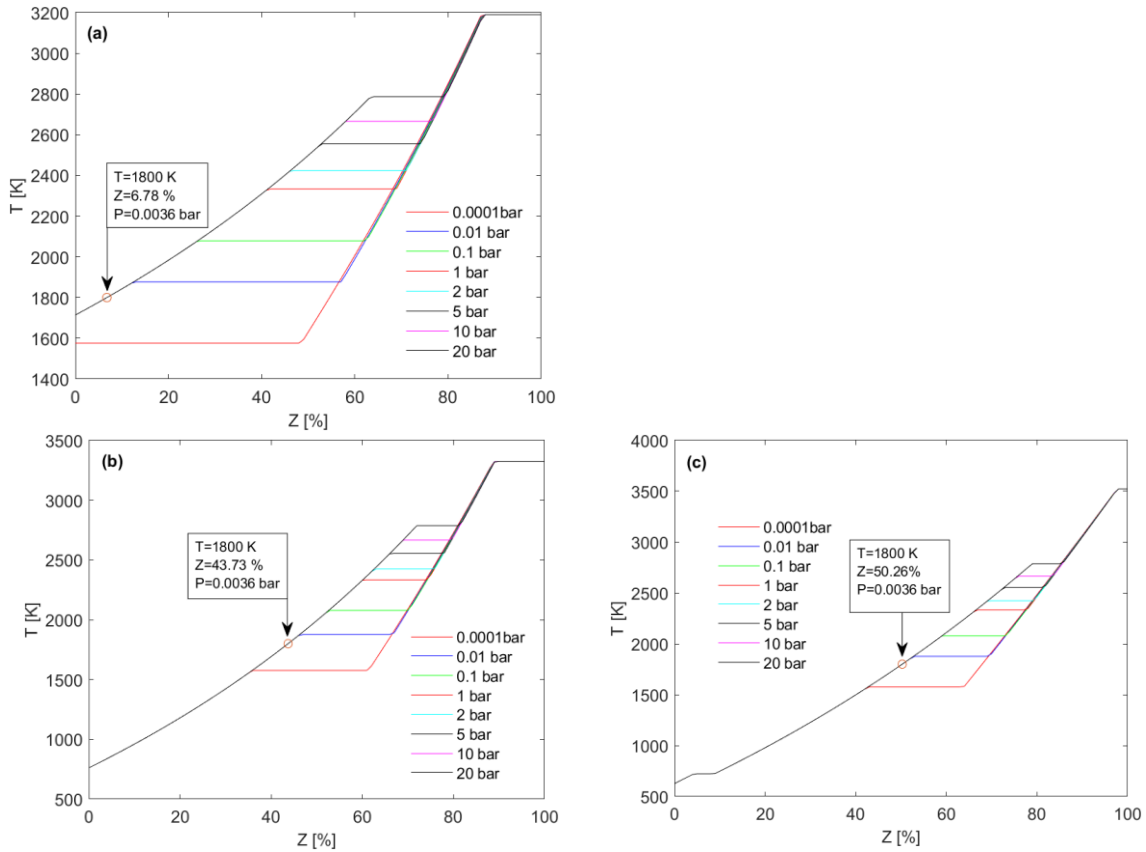 (a)
3200
3000
2800
2600
2400
2200
2000
1800
1600
1400
T [K]
T=1800 K
Z=6.78 %
P=0.0036 bar
0.0001bar
0.01 bar
0.1 bar
1 bar
2 bar
5 bar
10 bar
20 bar
0 20 40 60 80 100
Z [%]
(b)
3500
3000
2500
2000
1500
1000
500
T [K]
T=1800 K
Z=43.73 %
P=0.0036 bar
0.0001bar
0.01 bar
0.1 bar
1 bar
2 bar
5 bar
10 bar
20 bar
0 20 40 60 80 100
Z [%]
(c)
4000
3500
3000
2500
2000
1500
1000
500
T [K]
0.0001bar
0.01 bar
0.1 bar
1 bar
2 bar
5 bar
10 bar
20 bar
T=1800 K
Z=50.26%
P=0.0036 bar
0 20 40 60 80 100
Z [%]